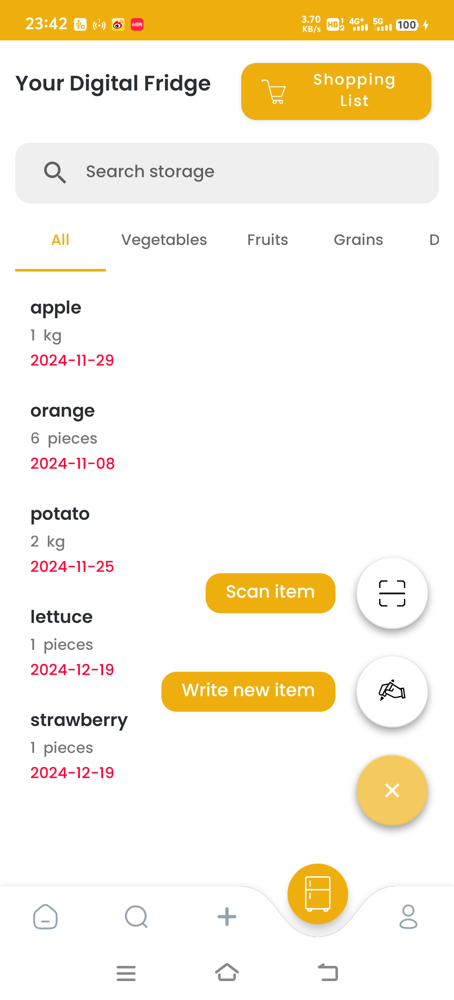 23:42
3.70 KB/s HD 1 2 4G+ 5G 100
小红书
Your Digital Fridge
Shopping
List
Search storage
All Vegetables Fruits Grains D
apple
1 kg
2024-11-29
orange
6 pieces
2024-11-08
potato
2 kg
2024-11-25
Scan item
lettuce
1 pieces
2024-12-19
Write new item
strawberry
1 pieces
2024-12-19